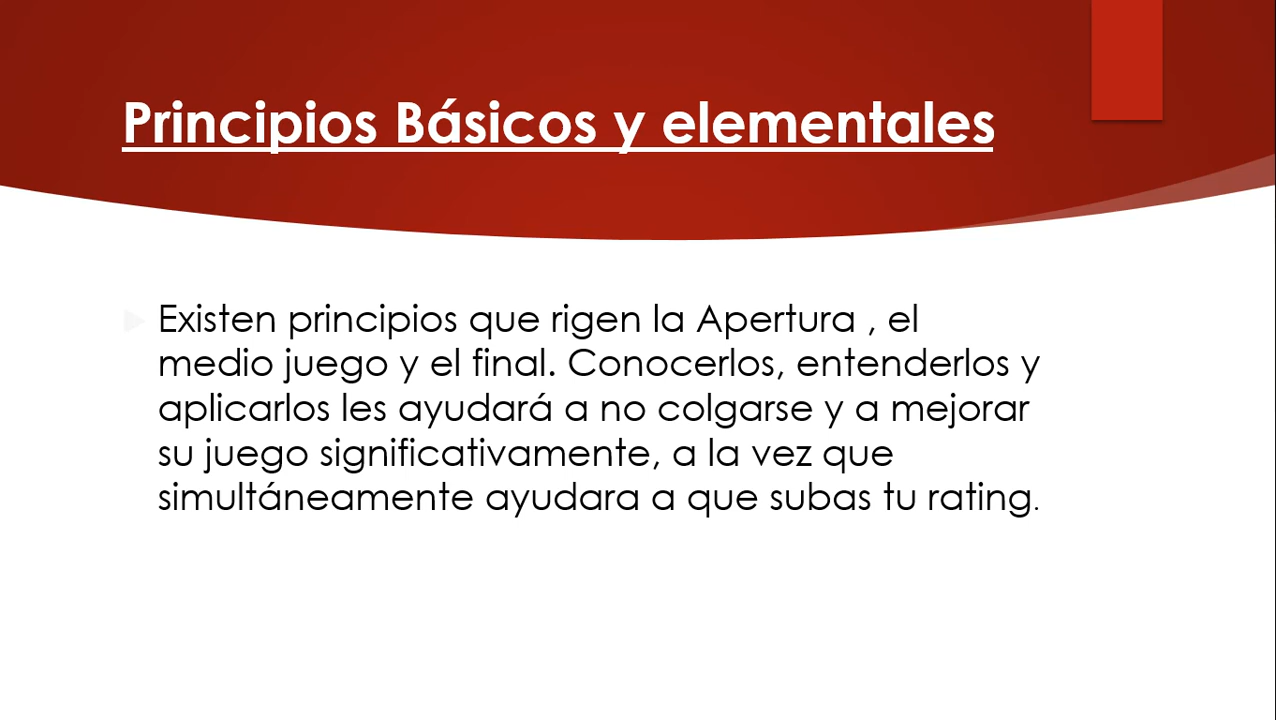 Principios Básicos y elementales
Existen principios que rigen la Apertura , el
medio juego y el final. Conocerlos, entenderlos y
aplicarlos les ayudará a no colgarse y a mejorar
su juego significativamente, a la vez que
simultáneamente ayudara a que subas tu rating.